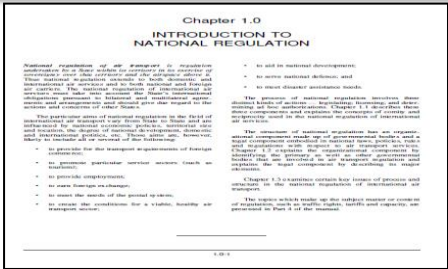 Chapter 1.0
INTRODUCTION TO
NATIONAL REGULATION
National regulation of air transport is regulation
undertaken by a State within its territory in its exercise of
sovereignty over that territory and the airspace above it.
Thus national regulation extends to both domestic and
international air services and to both national and foreign
air carriers. The national regulation of international air
services must take into account the State's international
obligations pursuant to bilateral and multilateral agree-
ments and arrangements and should give due regard to the
actions and concerns of other States.
The particular aims of national regulation in the field of
international air transport vary from State to State and are
influenced by national economic policies, territorial size
and location, the degree of national development, domestic
and international politics, etc. Those aims are, however,
likely to include all or several of the following:
• to provide for the transport requirements of foreign
commerce;
• to promote particular service sectors (such as
tourism);
• to provide employment;
• to earn foreign exchange;
• to meet the needs of the postal system;
• to create the conditions for a viable, healthy air
transport sector;
• to aid in national development;
• to serve national defence; and
• to meet disaster assistance needs.
The process of national regulation involves three
distinct kinds of actions — legislating, licensing, and deter-
mining ad hoc authorizations. Chapter 1.1 describes these
three components and explains the concepts of comity and
reciprocity used in the national regulation of international
air services.
The structure of national regulation has an organiz-
ational component made up of governmental bodies and a
legal component embodied in national laws, policies, rules
and regulations with respect to air transport services.
Chapter 1.2 explains the organizational component by
identifying the primary as well as other governmental
bodies that are involved in air transport regulation and
explains the legal component by describing its major
elements.
Chapter 1.3 examines certain key issues of process and
structure in the national regulation of international air
transport.
The topics which make up the subject matter or content
of regulation, such as traffic rights, tariffs and capacity, are
presented in Part 4 of the manual.
1.0-1